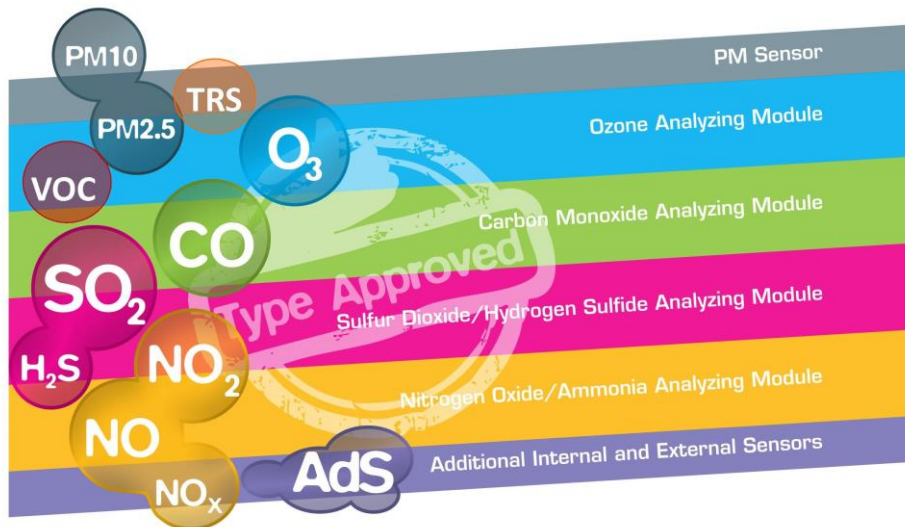 PM10
PM Sensor
TRS
PM2.5
Ozone Analyzing Module
O₃
VOC
CO
Carbon Monoxide Analyzing Module
SO₂
Type Approved
Sulfur Dioxide/Hydrogen Sulfide Analyzing Module
H₂S
NO₂
Nitrogen Oxide/Ammonia Analyzing Module
NO
AdS
Additional Internal and External Sensors
NOₓ